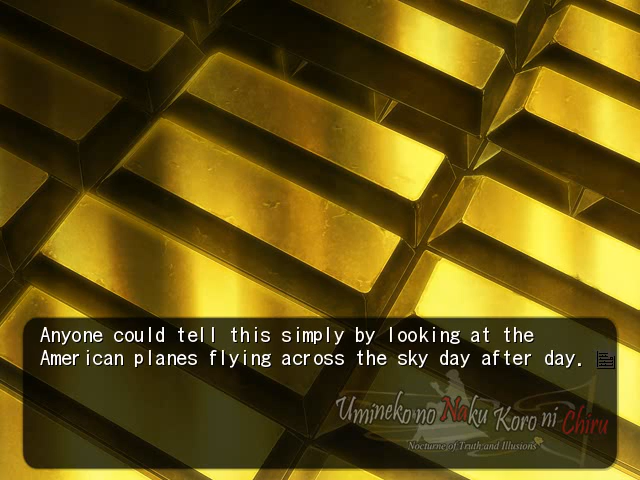 Anyone could tell this simply by looking at the
American planes flying across the sky day after day.
Umineko no Naku Koro ni Chiru
Nocturne of Truth and Illusions